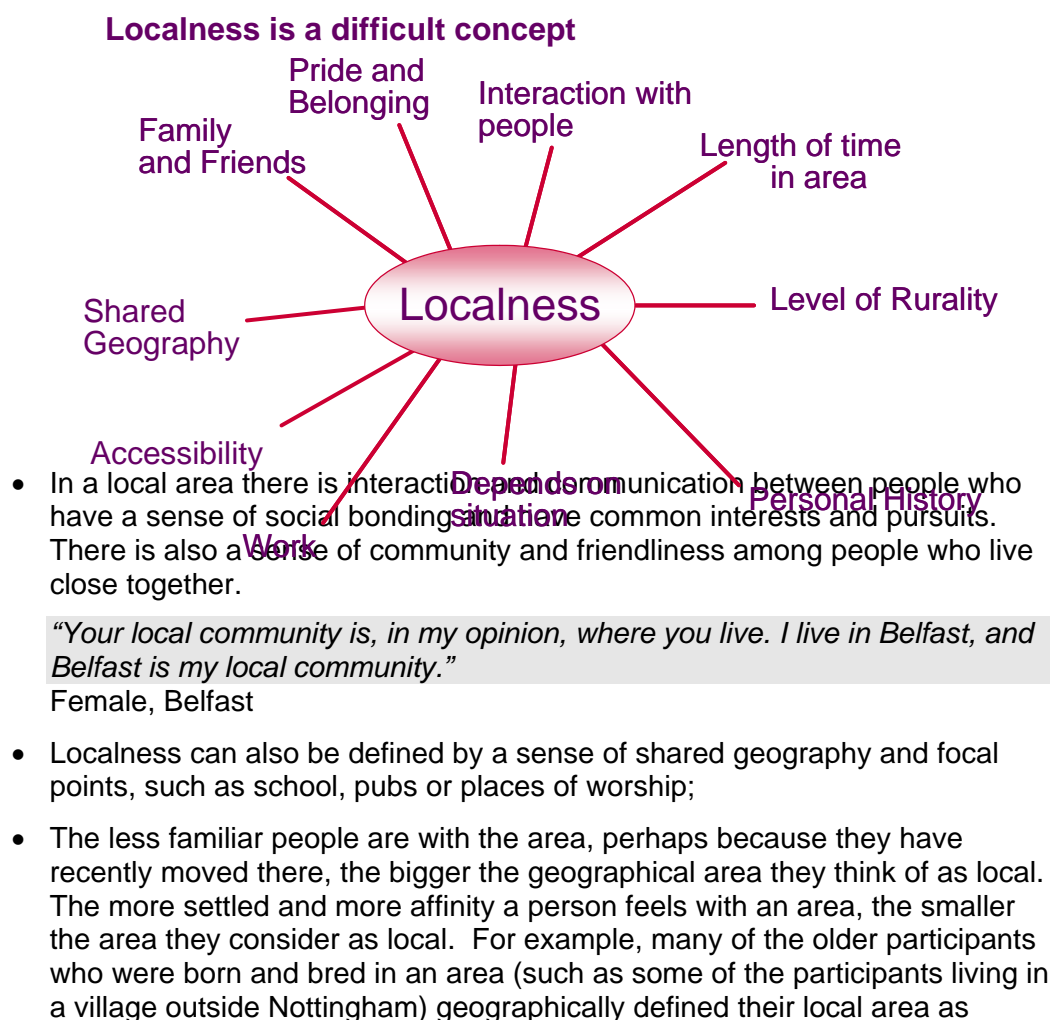 Localness is a difficult concept
Pride and
Belonging
Interaction with
people
Family
and Friends
Length of time
in area
Localness
Level of Rurality
Shared
Geography
Accessibility
Depends on
situation
Personal History
Work
• In a local area there is interaction and communication between people who
have a sense of social bonding and have common interests and pursuits.
There is also a sense of community and friendliness among people who live
close together.
“Your local community is, in my opinion, where you live. I live in Belfast, and
Belfast is my local community.”
Female, Belfast
• Localness can also be defined by a sense of shared geography and focal
points, such as school, pubs or places of worship;
• The less familiar people are with the area, perhaps because they have
recently moved there, the bigger the geographical area they think of as local.
The more settled and more affinity a person feels with an area, the smaller
the area they consider as local.  For example, many of the older participants
who were born and bred in an area (such as some of the participants living in
a village outside Nottingham) geographically defined their local area as